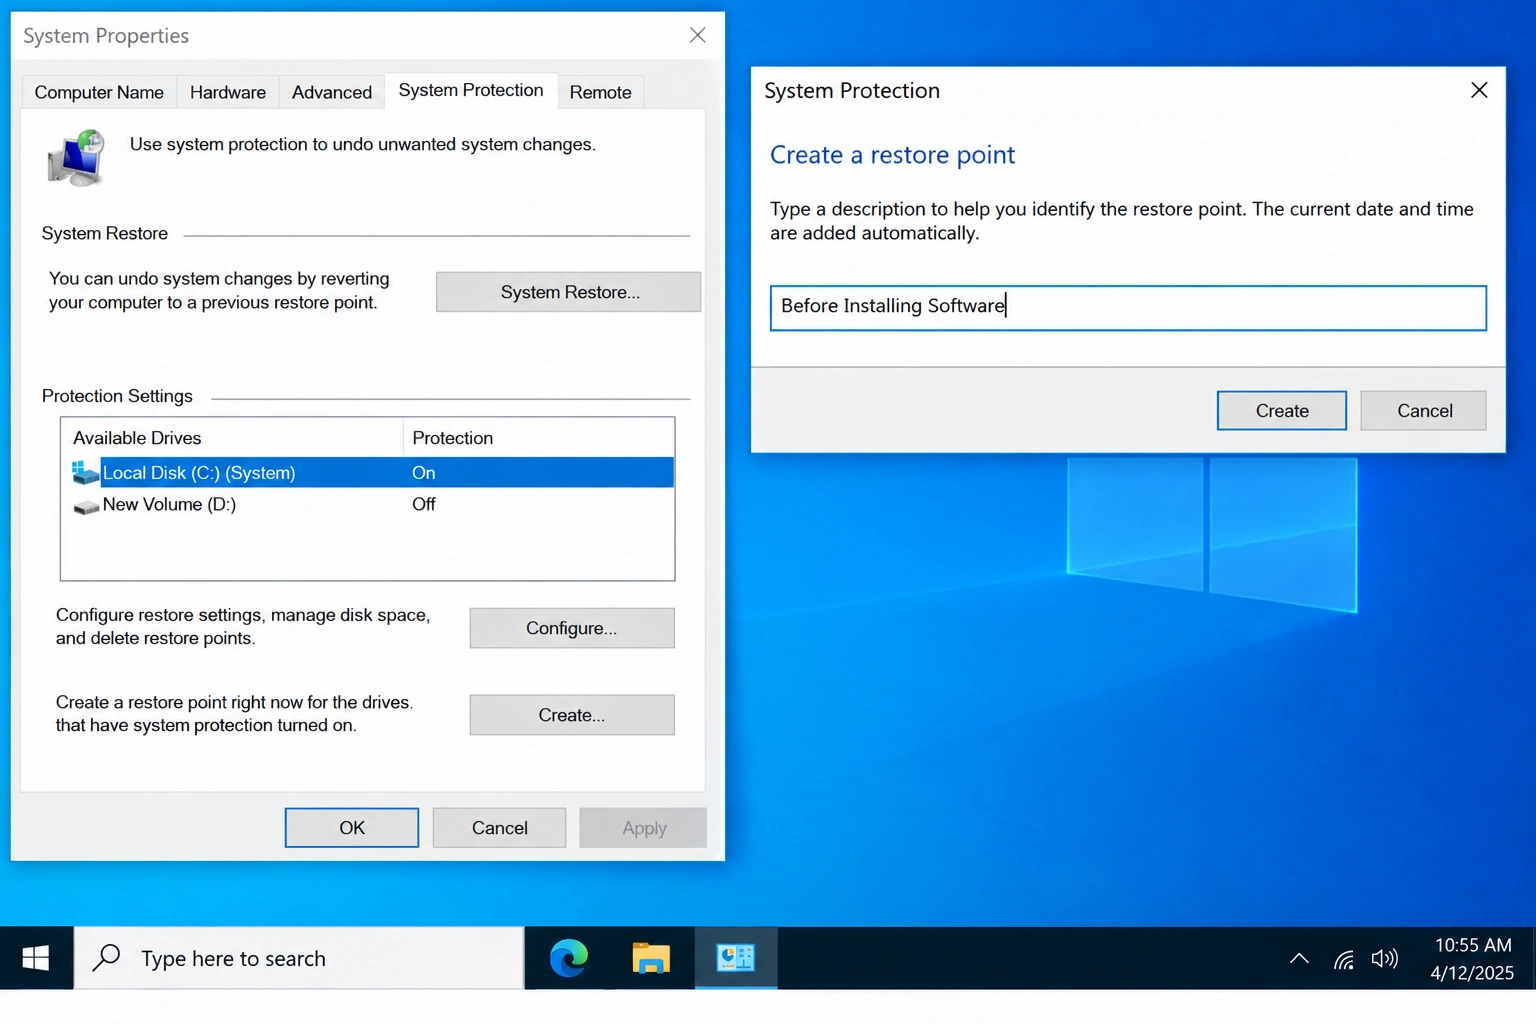 System Properties
Computer Name
Hardware
Advanced
System Protection
Remote
Use system protection to undo unwanted system changes.
System Restore
You can undo system changes by reverting
your computer to a previous restore point.
System Restore...
Protection Settings
Available Drives
Protection
Local Disk (C:) (System)
On
New Volume (D:)
Off
Configure restore settings, manage disk space,
and delete restore points.
Configure...
Create a restore point right now for the drives.
that have system protection turned on.
Create...
OK
Cancel
Apply
System Protection
Create a restore point
Type a description to help you identify the restore point. The current date and time
are added automatically.
Before Installing Software
Create
Cancel
Type here to search
10:55 AM
4/12/2025